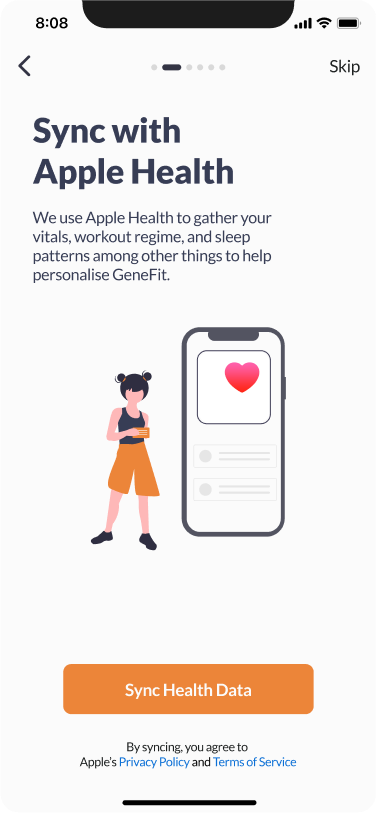 8:08
Skip
Sync with
Apple Health
We use Apple Health to gather your
vitals, workout regime, and sleep
patterns among other things to help
personalise GeneFit.
Sync Health Data
By syncing, you agree to
Apple's Privacy Policy and Terms of Service